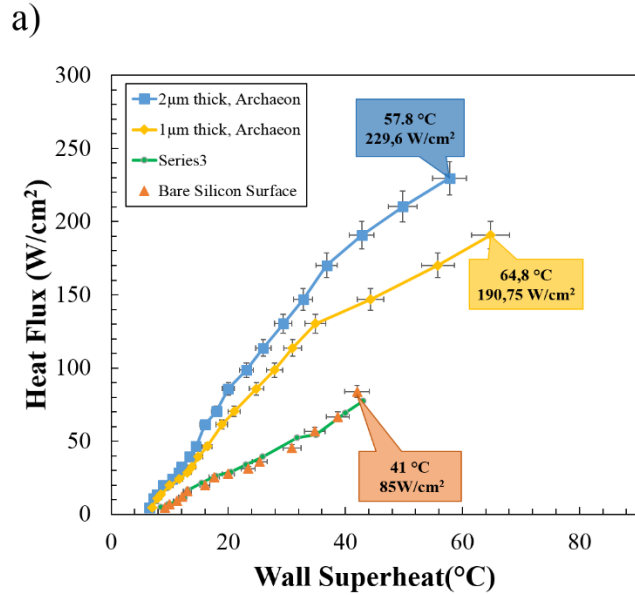 a)
300
250
200
150
100
50
0
Heat Flux (W/cm²)
2µm thick, Archaeon
1µm thick, Archaeon
Series3
Bare Silicon Surface
57.8 °C
229,6 W/cm²
64,8 °C
190,75 W/cm²
41 °C
85W/cm²
0 20 40 60 80
Wall Superheat(°C)